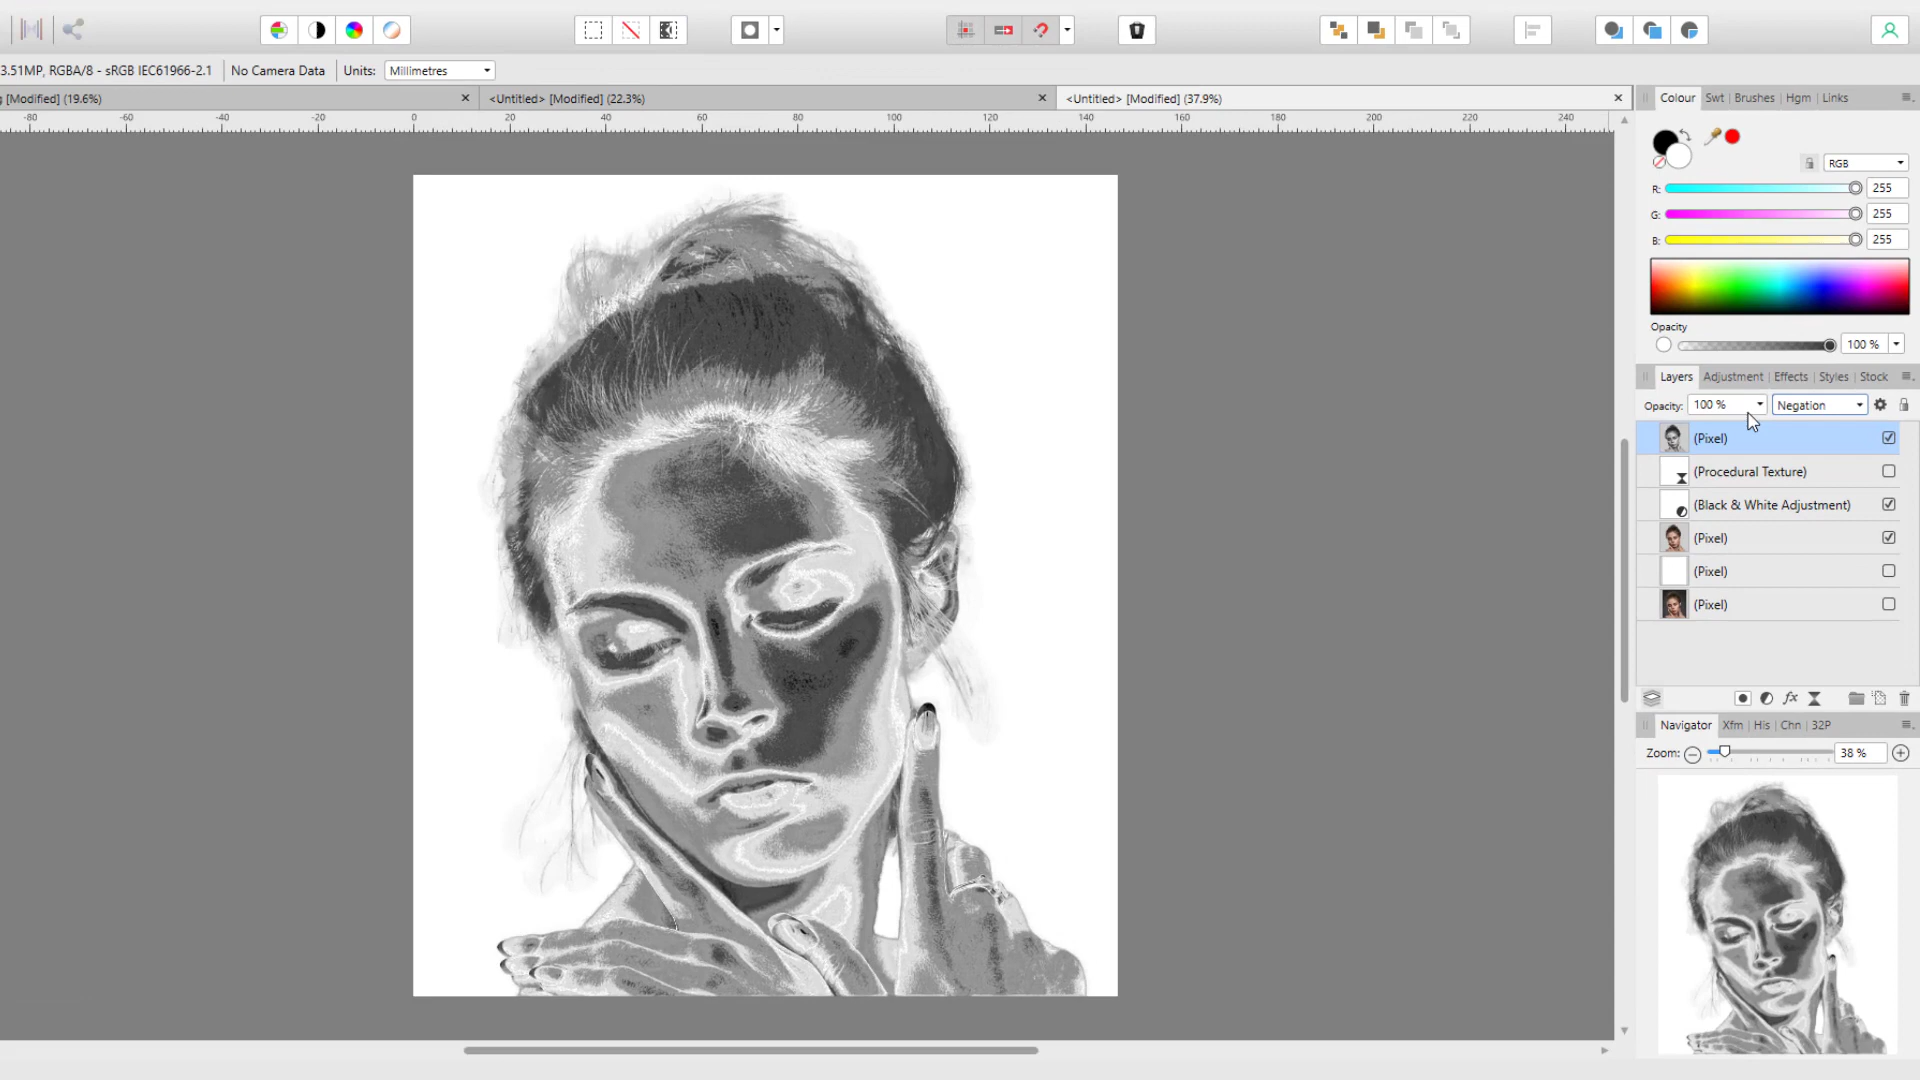 3.51MP, RGBA/8 - sRGB IEC61966-2.1 No Camera Data Units: Millimetres
g [Modified] (19.6%) <Untitled> [Modified] (22.3%) <Untitled> [Modified] (37.9%)
-80 -60 -40 -20 0 20 40 60 80 100 120 140 160 180 200 220 240
Colour Swt Brushes Hgm Links
RGB
R: 255
G: 255
B: 255
Opacity
100 %
Layers Adjustment Effects Styles Stock
Opacity: 100 % Negation
(Pixel)
(Procedural Texture)
(Black & White Adjustment)
(Pixel)
(Pixel)
(Pixel)
fx
Navigator Xfm His Chn 32P
Zoom: 38 %